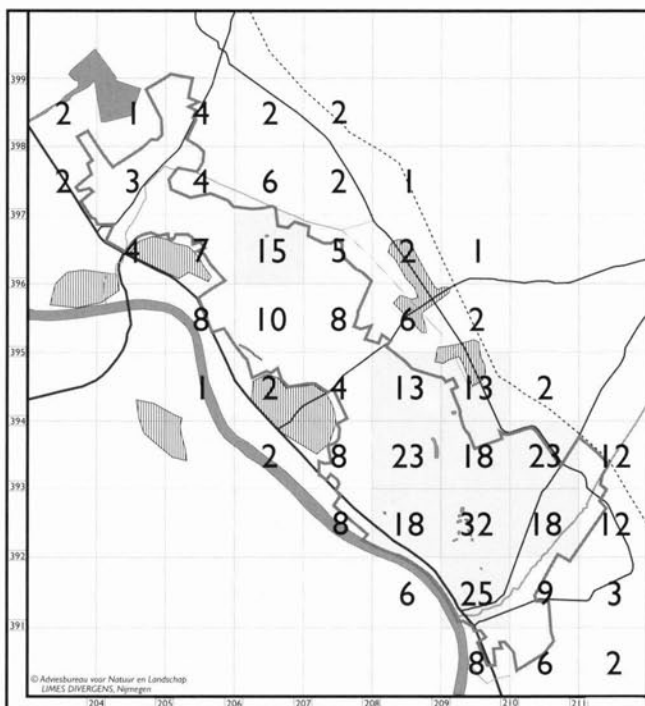 399
2 1 4 2 2
398
2 3 4 6 2 1
397
4 7 15 5 2 1
396
8 10 8 6 2
395
1 2 4 13 13 2
394
2 8 23 18 23 12
393
8 18 32 18 12
392
6 25 9 3
391
8 6 2
© Adviesbureau voor Natuur en Landschap
LIMES DIVERGENS, Nijmegen
204 205 206 207 208 209 210 211